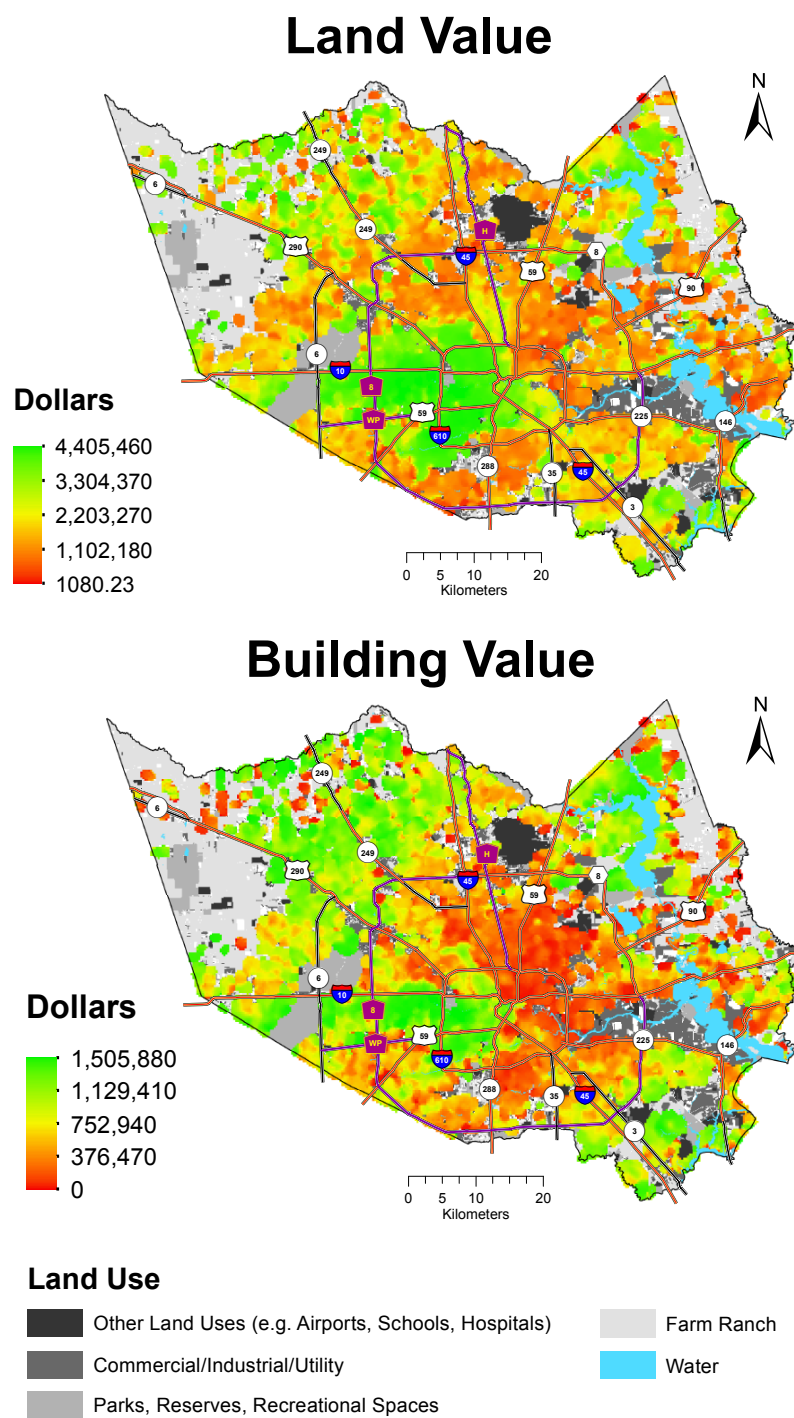 Land Value
N
249
6
249
H
290
45
59
8
90
6
10
8
WP
59
610
225
146
288
35
45
3
Dollars
4,405,460
3,304,370
2,203,270
1,102,180
1080.23
0 5 10 20
Kilometers
Building Value
N
249
6
249
H
290
45
59
8
90
6
10
8
WP
59
610
225
146
288
35
45
3
Dollars
1,505,880
1,129,410
752,940
376,470
0
0 5 10 20
Kilometers
Land Use
Other Land Uses (e.g. Airports, Schools, Hospitals)
Farm Ranch
Commercial/Industrial/Utility
Water
Parks, Reserves, Recreational Spaces